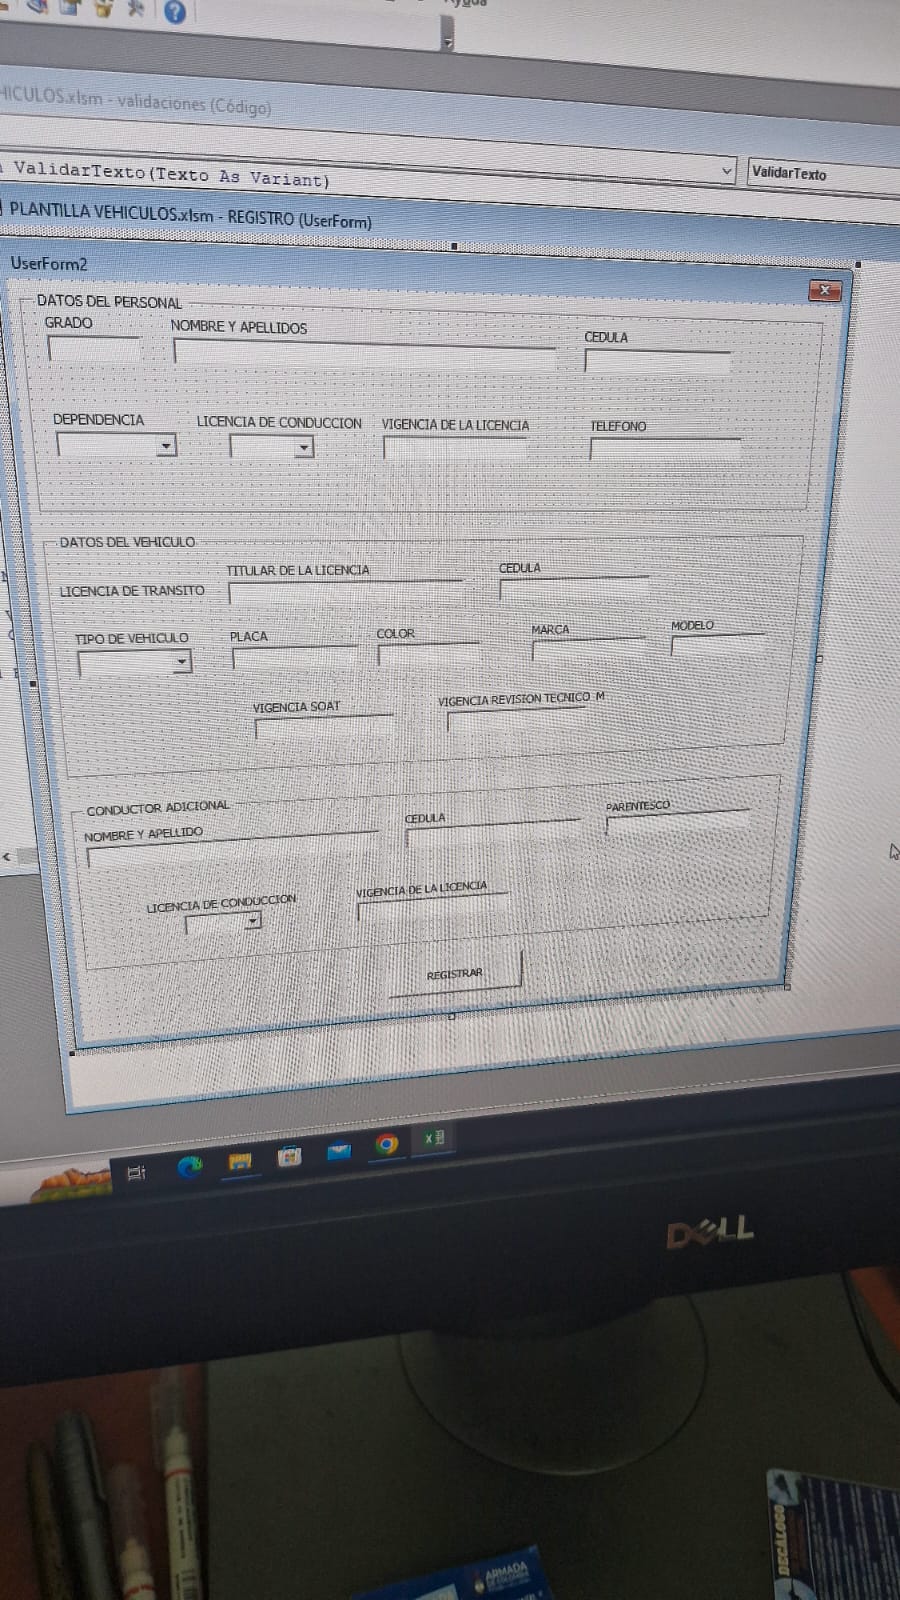 Ayuda
HICULOS.xlsm - validaciones (Código)
ValidarTexto(Texto As Variant)
ValidarTexto
PLANTILLA VEHICULOS.xlsm - REGISTRO (UserForm)
UserForm2
DATOS DEL PERSONAL
GRADO
NOMBRE Y APELLIDOS
CEDULA
DEPENDENCIA
LICENCIA DE CONDUCCION
VIGENCIA DE LA LICENCIA
TELEFONO
DATOS DEL VEHICULO
LICENCIA DE TRANSITO
TITULAR DE LA LICENCIA
CEDULA
TIPO DE VEHICULO
PLACA
COLOR
MARCA
MODELO
VIGENCIA SOAT
VIGENCIA REVISION TECNICO M
CONDUCTOR ADICIONAL
NOMBRE Y APELLIDO
CEDULA
PARENTESCO
LICENCIA DE CONDUCCION
VIGENCIA DE LA LICENCIA
REGISTRAR
DELL
ARMADA
DECÁLOGO